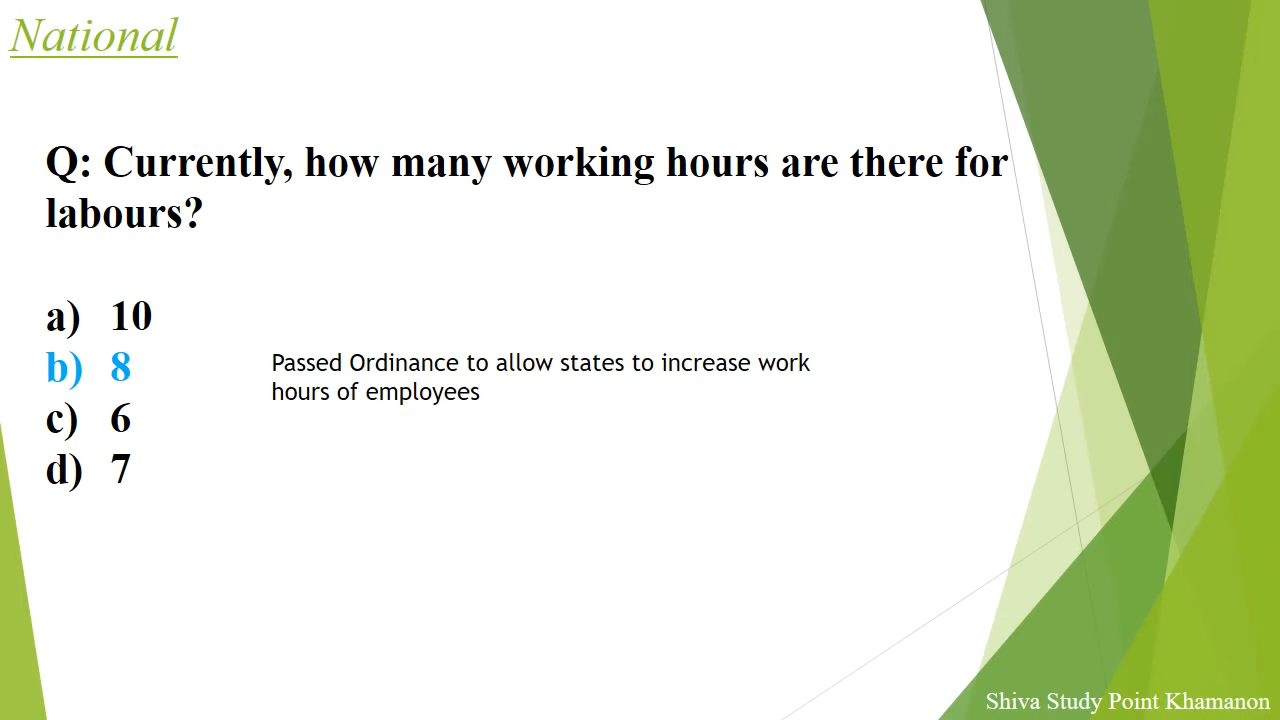 National
Q: Currently, how many working hours are there for
labours?
a) 10
b) 8
c) 6
d) 7
Passed Ordinance to allow states to increase work
hours of employees
Shiva Study Point Khamanon